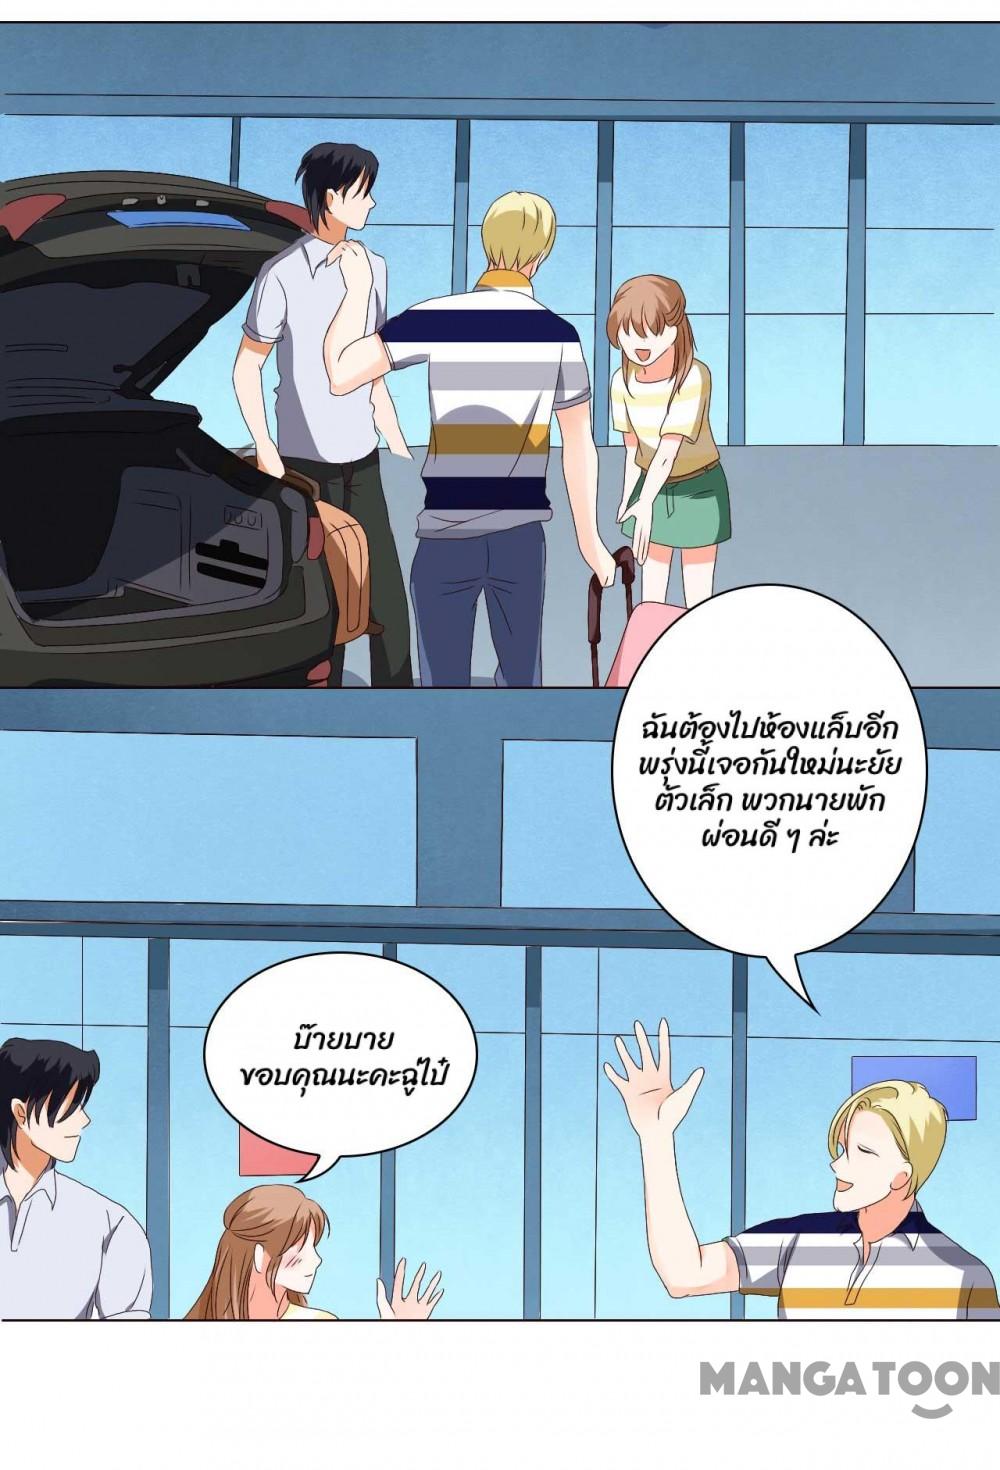 ฉันต้องไปห้องแล็บอีก
พรุ่งนี้เจอกันใหม่นะยัย
ตัวเล็ก พวกนายพัก
ผ่อนดี ๆ ล่ะ
บ๊ายบาย
ขอบคุณนะคะฉู่ไป๋
MANGATOON